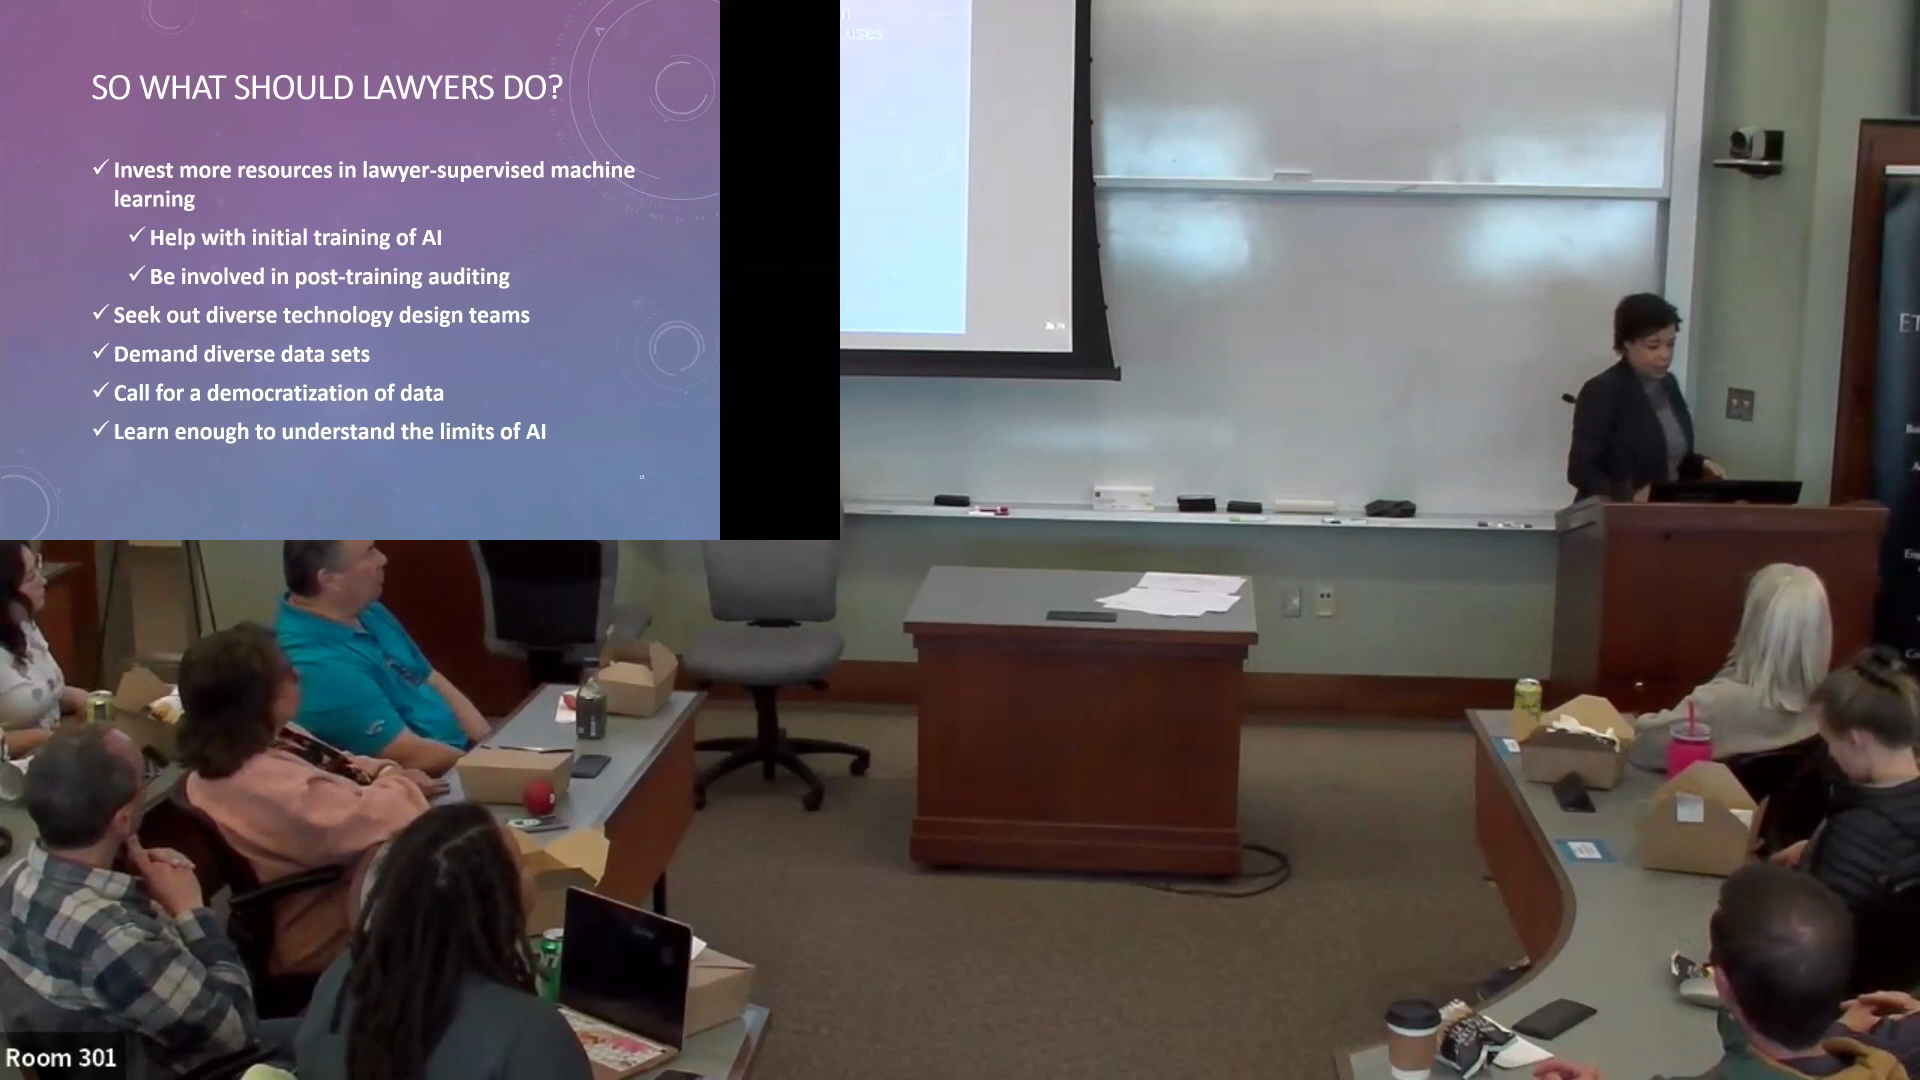 SO WHAT SHOULD LAWYERS DO?
✓ Invest more resources in lawyer-supervised machine
learning
✓ Help with initial training of AI
✓ Be involved in post-training auditing
✓ Seek out diverse technology design teams
✓ Demand diverse data sets
✓ Call for a democratization of data
✓ Learn enough to understand the limits of AI
uses
Room 301